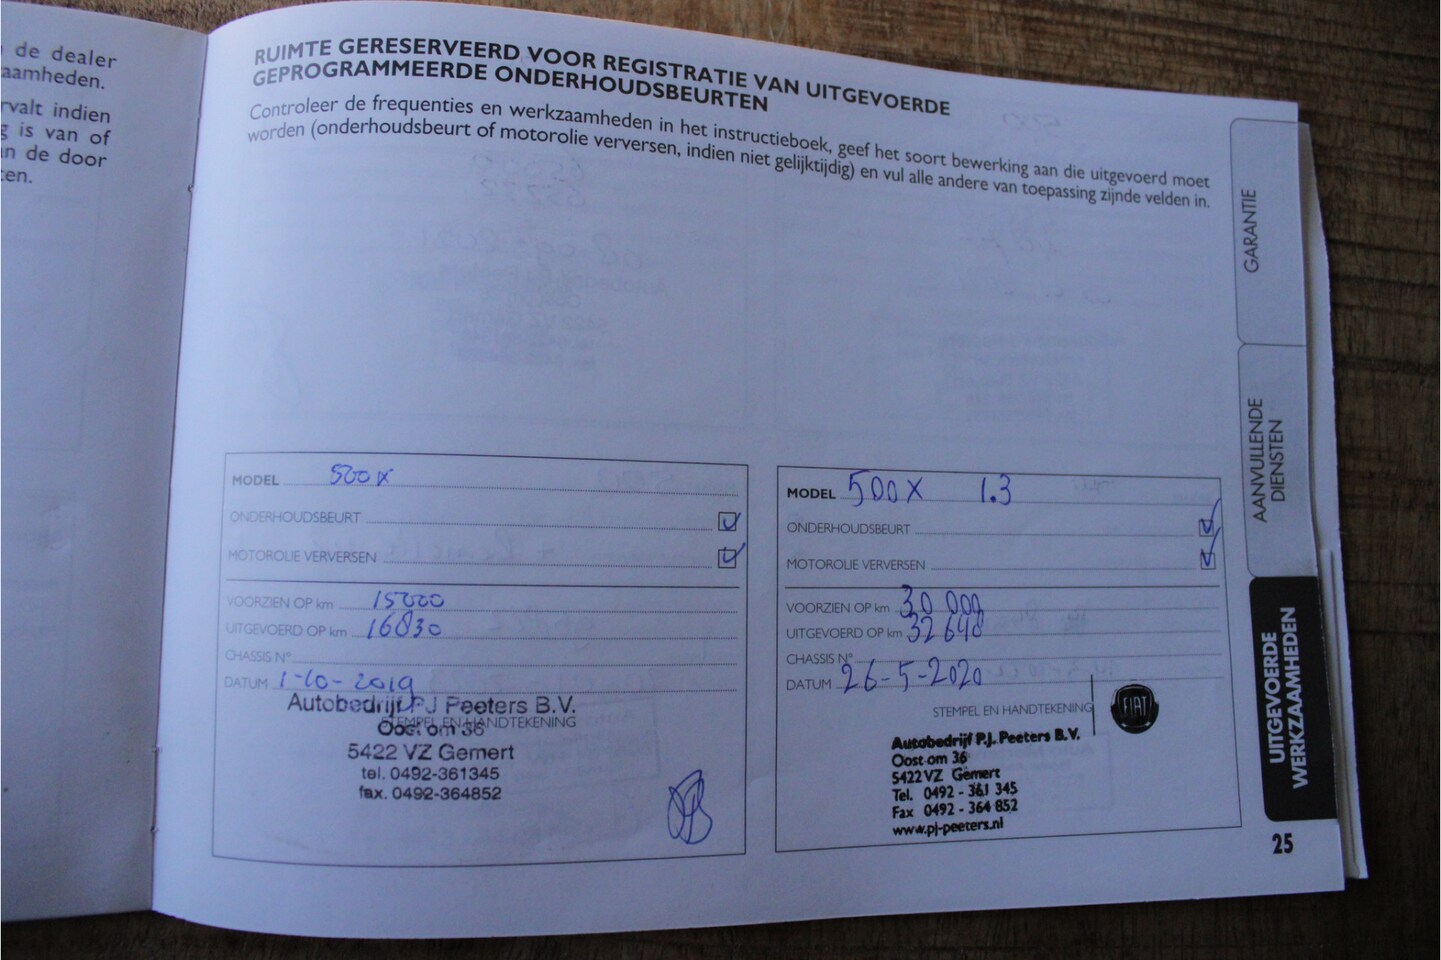 de dealer
aamheden.
rvalt indien
g is van of
n de door
en.
RUIMTE GERESERVEERD VOOR REGISTRATIE VAN UITGEVOERDE
GEPROGRAMMEERDE ONDERHOUDSBEURTEN
Controleer de frequenties en werkzaamheden in het instructieboek, geef het soort bewerking aan die uitgevoerd moet
worden (onderhoudsbeurt of motorolie verversen, indien niet gelijktijdig) en vul alle andere van toepassing zijnde velden in.
MODEL 500 X
ONDERHOUDSBEURT
MOTOROLIE VERVERSEN
VOORZIEN OP km 15000
UITGEVOERD OP km 16830
CHASSIS N°
DATUM 1-10-2019
Autobedrijf PJ Peeters B.V.
STEMPEL EN HANDTEKENING
Oost om 36
5422 VZ Gemert
tel. 0492-361345
fax. 0492-364852
MODEL 500 X 1.3
ONDERHOUDSBEURT
MOTOROLIE VERVERSEN
VOORZIEN OP km 30 000
UITGEVOERD OP km 32640
CHASSIS N°
DATUM 26-5-2020
STEMPEL EN HANDTEKENING
FIAT
Autobedrijf P.J. Peeters B.V.
Oost om 36
5422 VZ Gemert
Tel. 0492 - 361 345
Fax 0492 - 364 852
www.pj-peeters.nl
GARANTIE
AANVULLENDE
DIENSTEN
UITGEVOERDE
WERKZAAMHEDEN
25